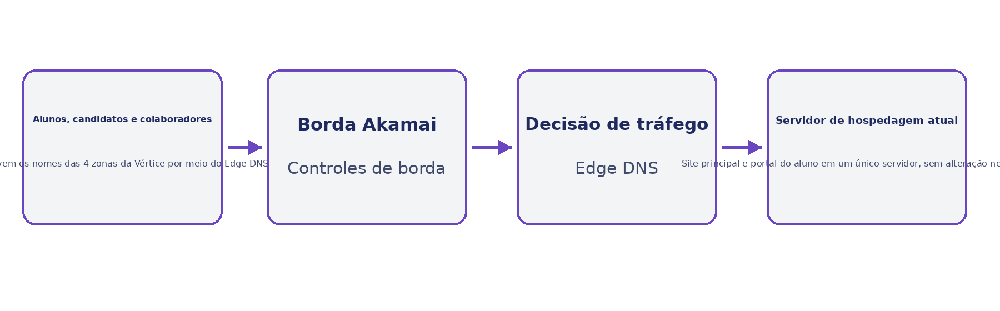 Alunos, candidatos e colaboradores
vem os nomes das 4 zonas da Vértice por meio do Edge DNS
Borda Akamai
Controles de borda
Decisão de tráfego
Edge DNS
Servidor de hospedagem atual
Site principal e portal do aluno em um único servidor, sem alteração ne